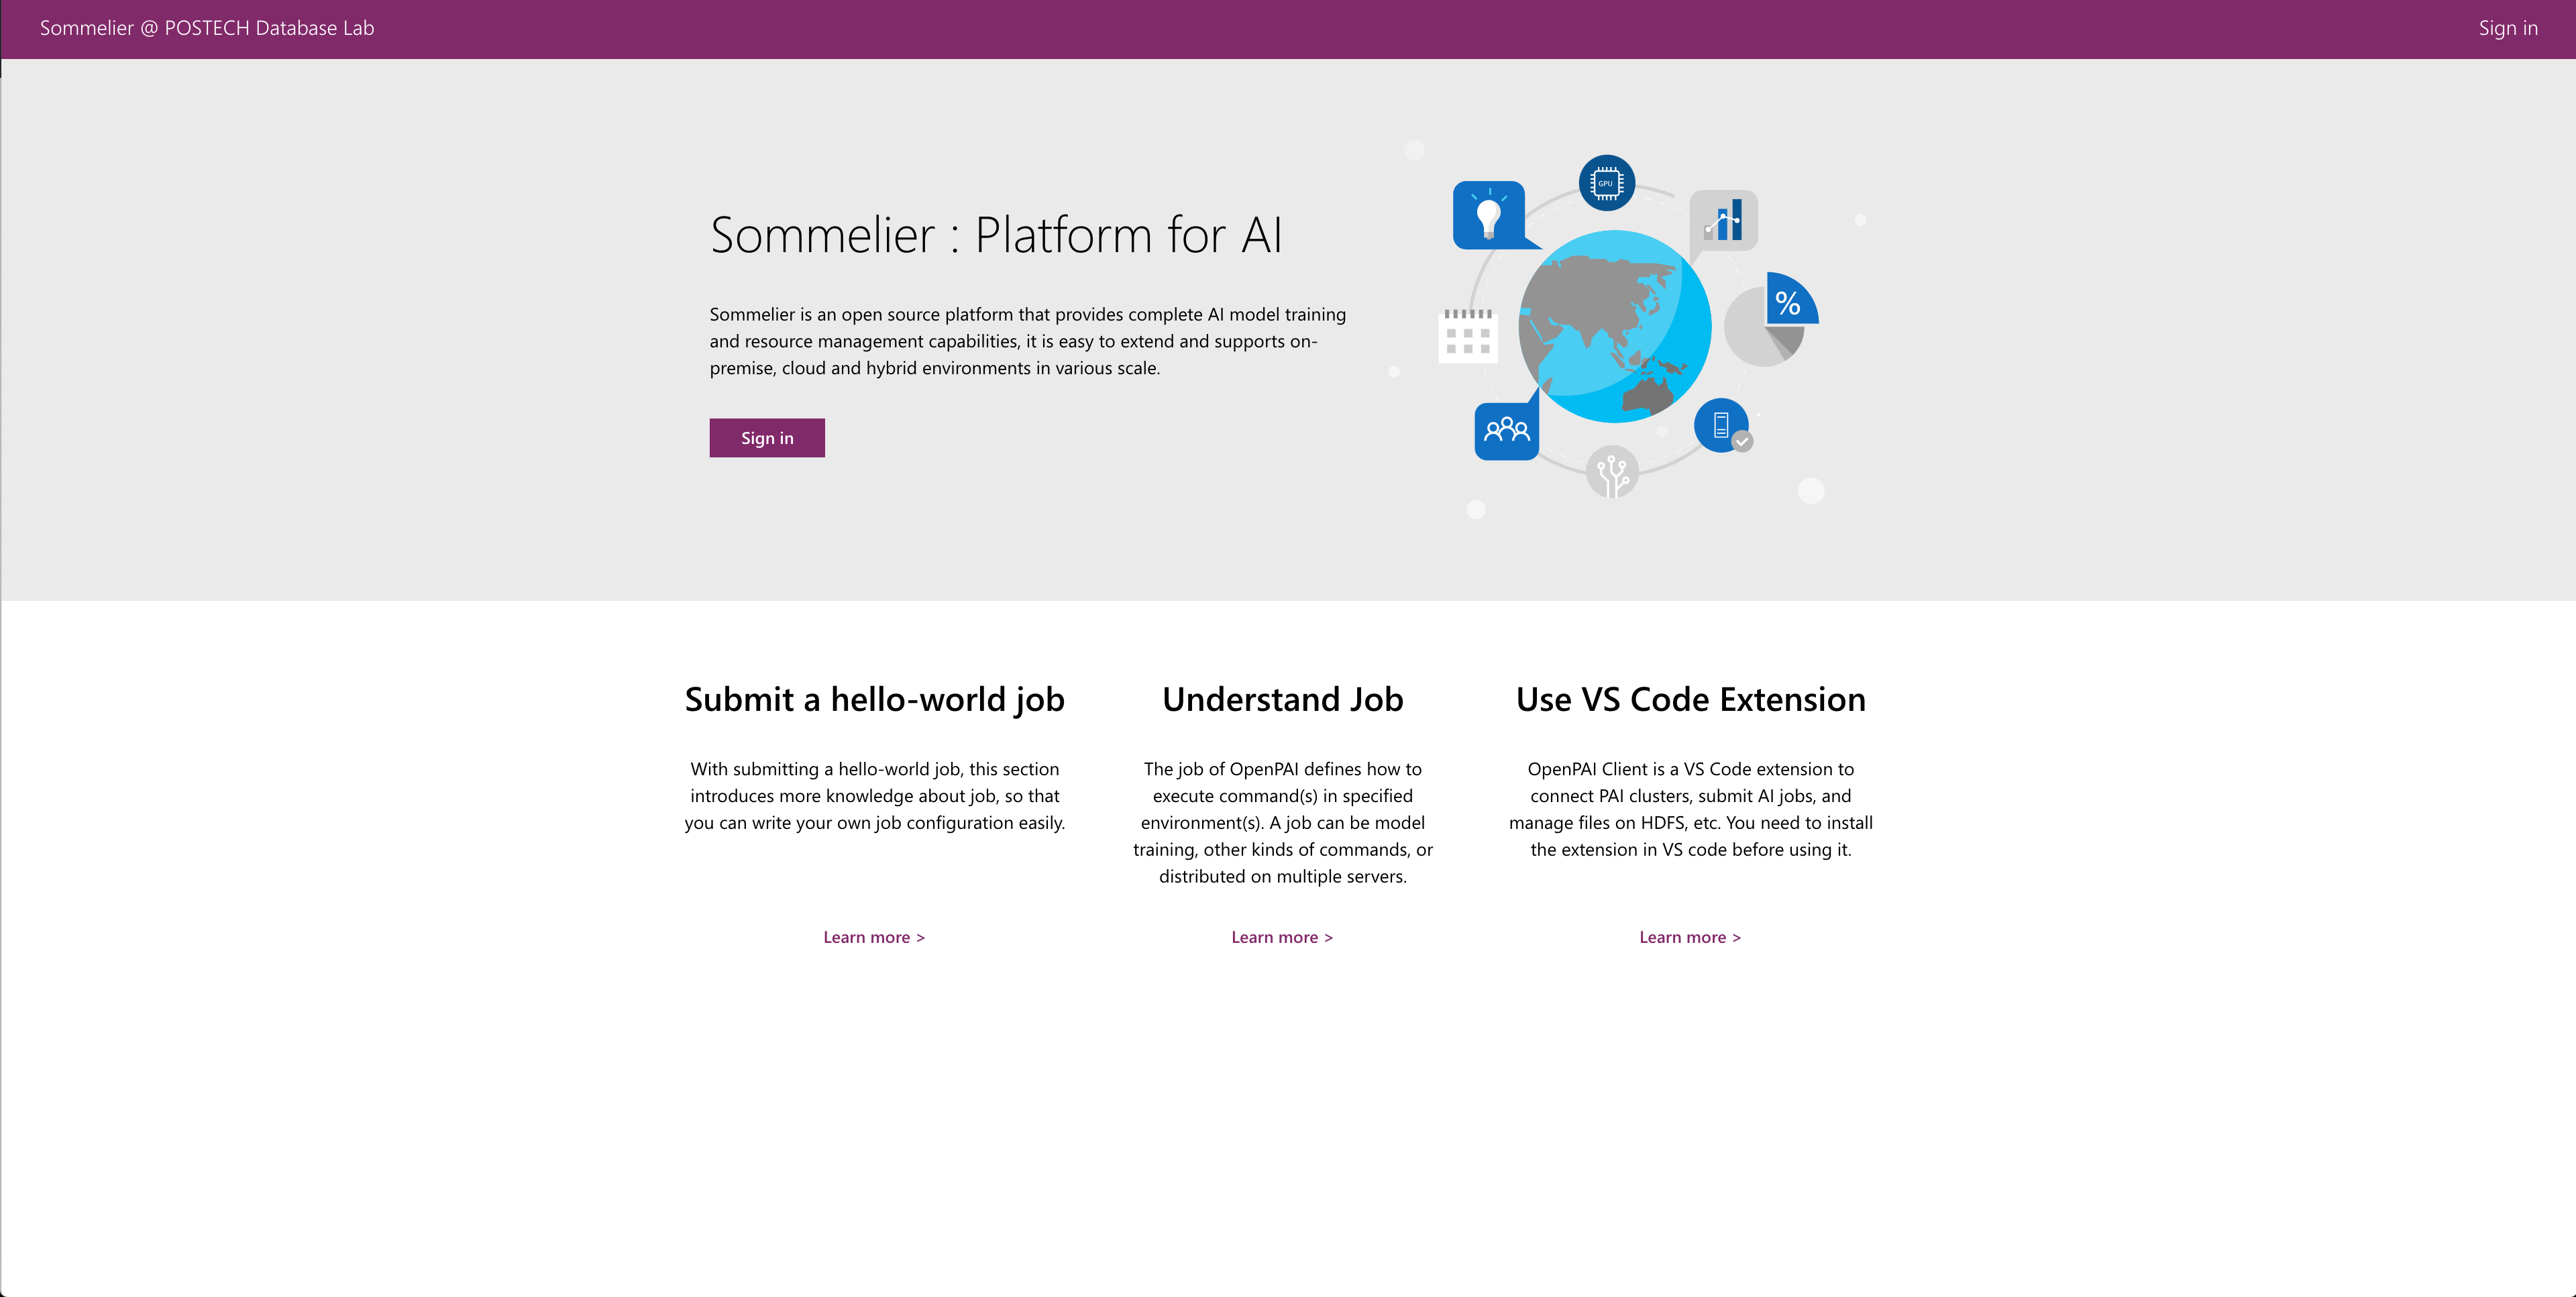 Sommelier @ POSTECH Database Lab
Sign in
Sommelier : Platform for AI
Sommelier is an open source platform that provides complete AI model training
and resource management capabilities, it is easy to extend and supports on-
premise, cloud and hybrid environments in various scale.
Sign in
GPU
%
Submit a hello-world job
With submitting a hello-world job, this section
introduces more knowledge about job, so that
you can write your own job configuration easily.
Learn more >
Understand Job
The job of OpenPAI defines how to
execute command(s) in specified
environment(s). A job can be model
training, other kinds of commands, or
distributed on multiple servers.
Learn more >
Use VS Code Extension
OpenPAI Client is a VS Code extension to
connect PAI clusters, submit AI jobs, and
manage files on HDFS, etc. You need to install
the extension in VS code before using it.
Learn more >